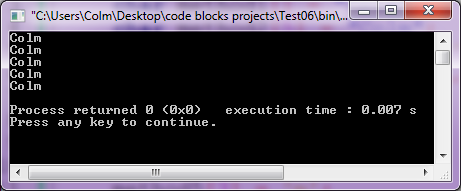 "C:\Users\Colm\Desktop\code blocks projects\Test06\bin\...
Colm
Colm
Colm
Colm
Colm
Process returned 0 (0x0)   execution time : 0.007 s
Press any key to continue.